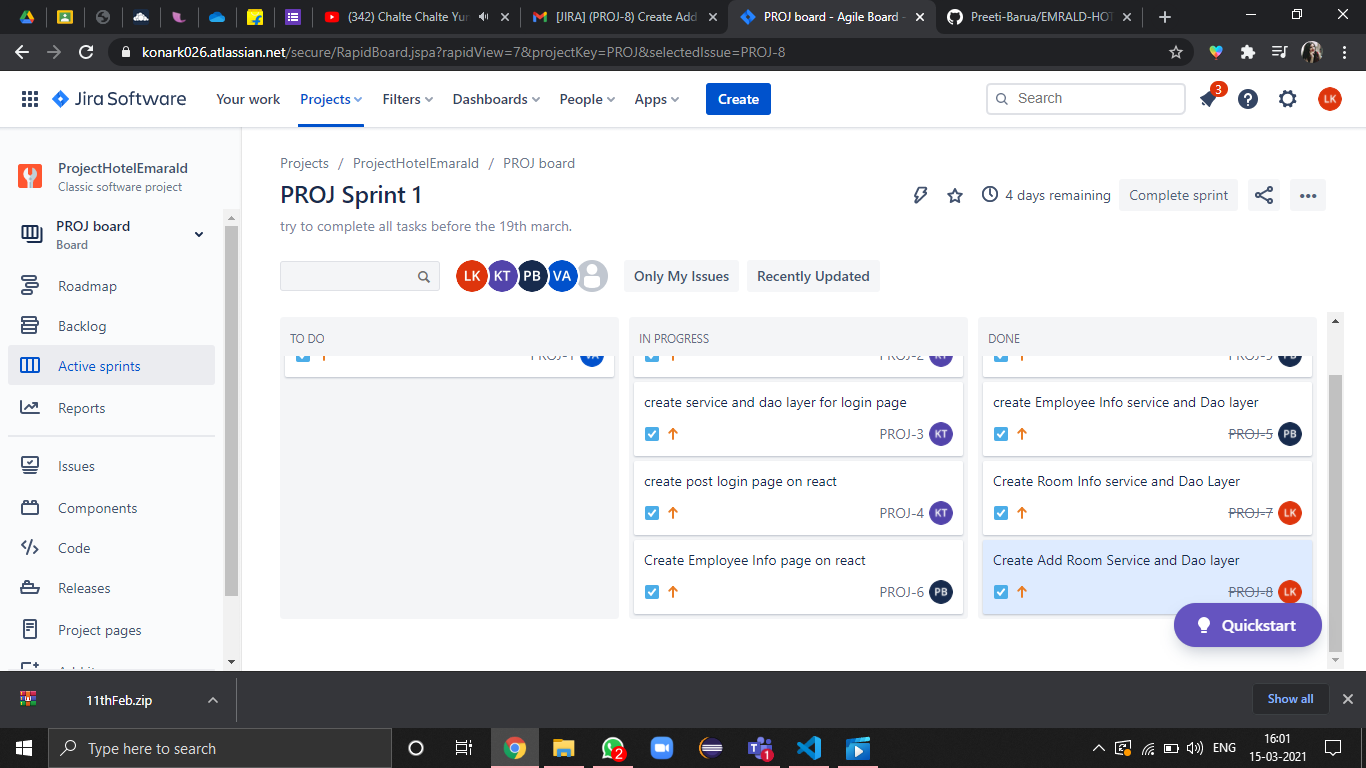 (342) Chalte Chalte Yur
[JIRA] (PROJ-8) Create Add
PROJ board - Agile Board -
Preeti-Barua/EMRALD-HOT
konark026.atlassian.net/secure/RapidBoard.jspa?rapidView=7&projectKey=PROJ&selectedIssue=PROJ-8
Jira Software
Your work
Projects
Filters
Dashboards
People
Apps
Create
Search
3
LK
ProjectHotelEmarald
Classic software project
PROJ board
Board
Roadmap
Backlog
Active sprints
Reports
Issues
Components
Code
Releases
Project pages
Projects / ProjectHotelEmarald / PROJ board
PROJ Sprint 1
4 days remaining
Complete sprint
try to complete all tasks before the 19th march.
LK KT PB VA
Only My Issues
Recently Updated
TO DO
PROJ-1 VA
IN PROGRESS
PROJ-2 KT
create service and dao layer for login page
PROJ-3 KT
create post login page on react
PROJ-4 KT
Create Employee Info page on react
PROJ-6 PB
DONE
PB
create Employee Info service and Dao layer
PROJ-5 PB
Create Room Info service and Dao Layer
PROJ-7 LK
Create Add Room Service and Dao layer
PROJ-8 LK
Quickstart
11thFeb.zip
Show all
Type here to search
2
1
ENG
16:01
15-03-2021